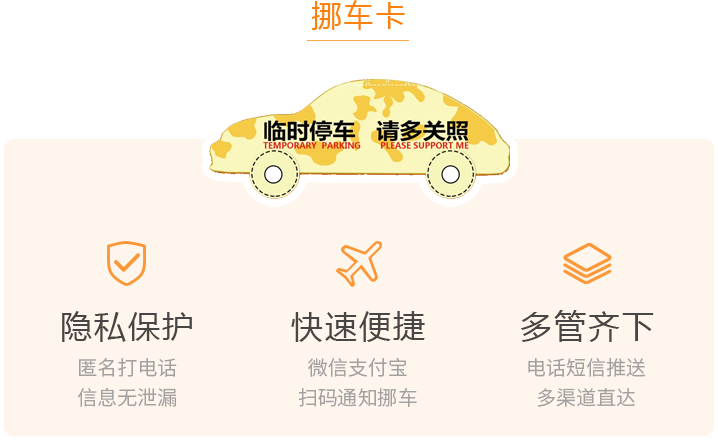 挪车卡
临时停车 请多关照
TEMPORARY PARKING PLEASE SUPPORT ME
隐私保护 快速便捷 多管齐下
匿名打电话 微信支付宝 电话短信推送
信息无泄漏 扫码通知挪车 多渠道直达